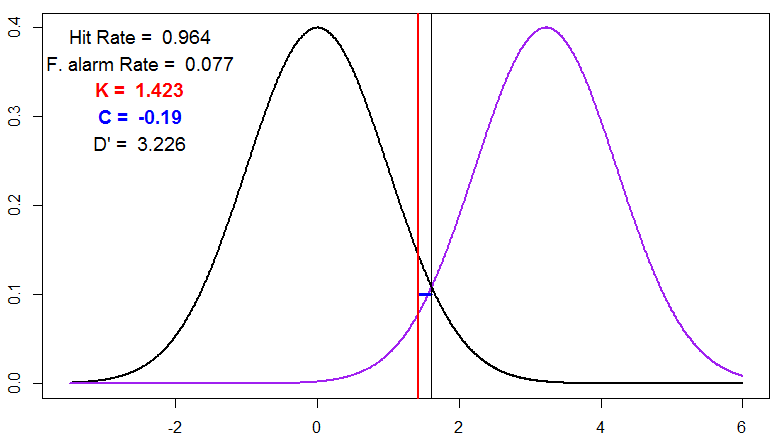 Hit Rate = 0.964
F. alarm Rate = 0.077
K = 1.423
C = -0.19
D' = 3.226
0.4
0.3
0.2
0.1
0.0
-2 0 2 4 6